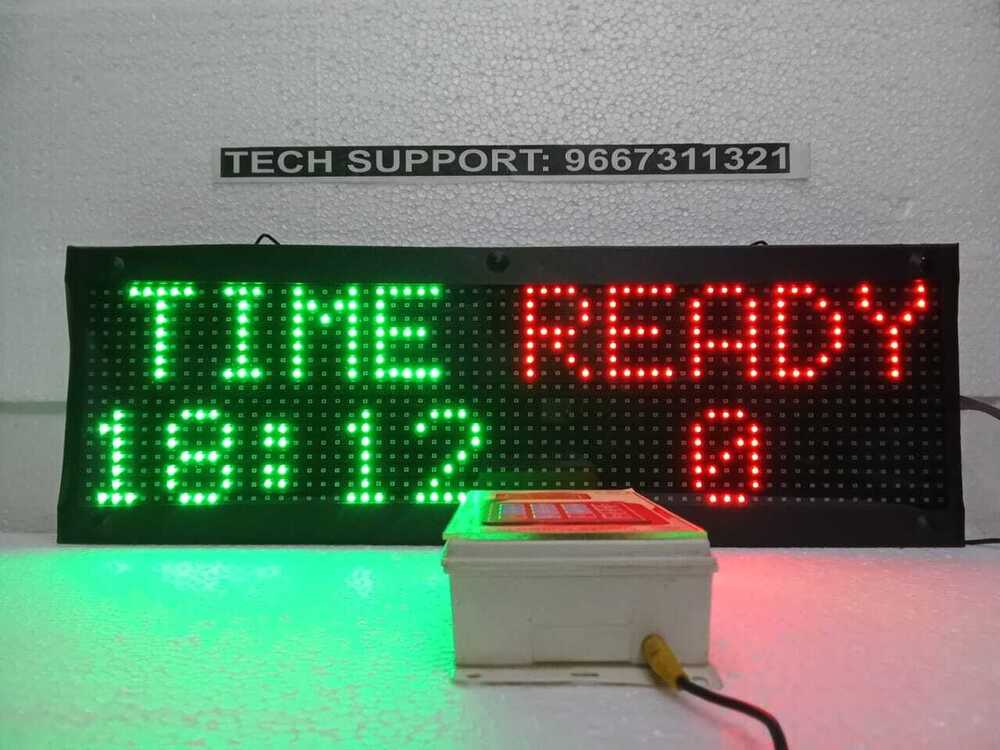 TECH SUPPORT: 9667311321
TIME READY
18:12 0